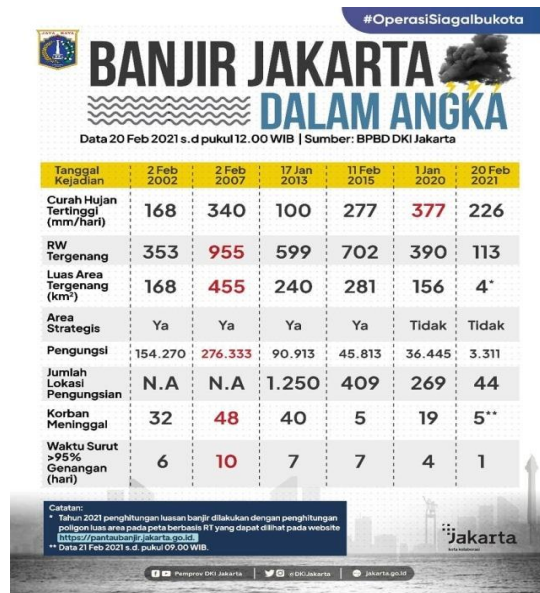 #OperasiSiagaIbukota
JAYA RAYA
BANJIR JAKARTA
DALAM ANGKA
Data 20 Feb 2021 s.d pukul 12.00 WIB | Sumber: BPBD DKI Jakarta
Tanggal Kejadian 2 Feb 2002 2 Feb 2007 17 Jan 2013 11 Feb 2015 1 Jan 2020 20 Feb 2021
Curah Hujan Tertinggi (mm/hari) 168 340 100 277 377 226
RW Tergenang 353 955 599 702 390 113
Luas Area Tergenang (km²) 168 455 240 281 156 4*
Area Strategis Ya Ya Ya Ya Tidak Tidak
Pengungsi 154.270 276.333 90.913 45.813 36.445 3.311
Jumlah Lokasi Pengungsian N.A N.A 1.250 409 269 44
Korban Meninggal 32 48 40 5 19 5**
Waktu Surut >95% Genangan (hari) 6 10 7 7 4 1
Catatan:
* Tahun 2021 penghitungan luasan banjir dilakukan dengan penghitungan
poligon luas area pada peta berbasis RT yang dapat dilihat pada website
https://pantaubanjir.jakarta.go.id.
** Data 21 Feb 2021 s.d. pukul 09.00 WIB.
Jakarta
kota kolaborasi
Pemprov DKI Jakarta | @DKIJakarta | jakarta.go.id